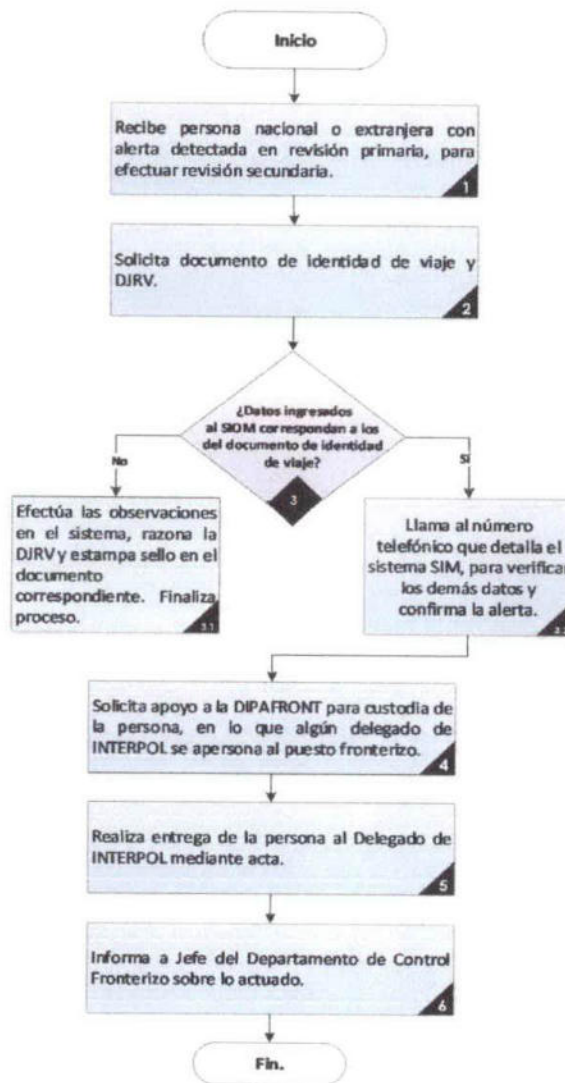 Inicio
Recibe persona nacional o extranjera con
alerta detectada en revisión primaria, para
efectuar revisión secundaria.
1
Solicita documento de identidad de viaje y
DJRV.
2
¿Datos ingresados
al SIOM correspondan a los
del documento de identidad
de viaje?
3
No
Si
Efectúa las observaciones
en el sistema, razona la
DJRV y estampa sello en el
documento
correspondiente. Finaliza
proceso.
3.1
Llama al número
telefónico que detalla el
sistema SIM, para verificar
los demás datos y
confirma la alerta.
Solicita apoyo a la DIPAFRONT para custodia de
la persona, en lo que algún delegado de
INTERPOL se apersona al puesto fronterizo.
4
Realiza entrega de la persona al Delegado de
INTERPOL mediante acta.
5
Informa a Jefe del Departamento de Control
Fronterizo sobre lo actuado.
6
Fin.